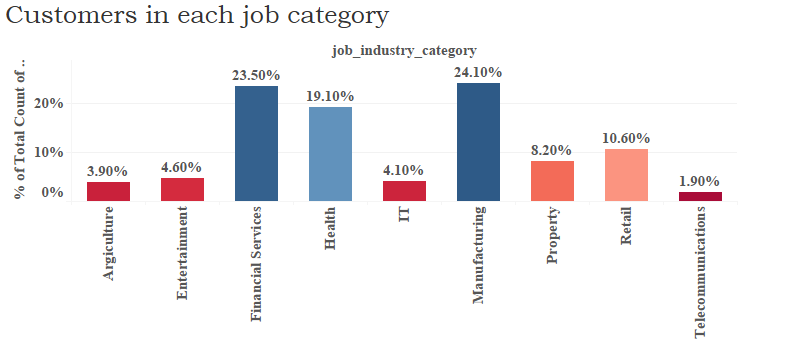 Customers in each job category
job_industry_category
% of Total Count of ..
20%
10%
0%
3.90%
4.60%
23.50%
19.10%
4.10%
24.10%
8.20%
10.60%
1.90%
Argiculture
Entertainment
Financial Services
Health
IT
Manufacturing
Property
Retail
Telecommunications